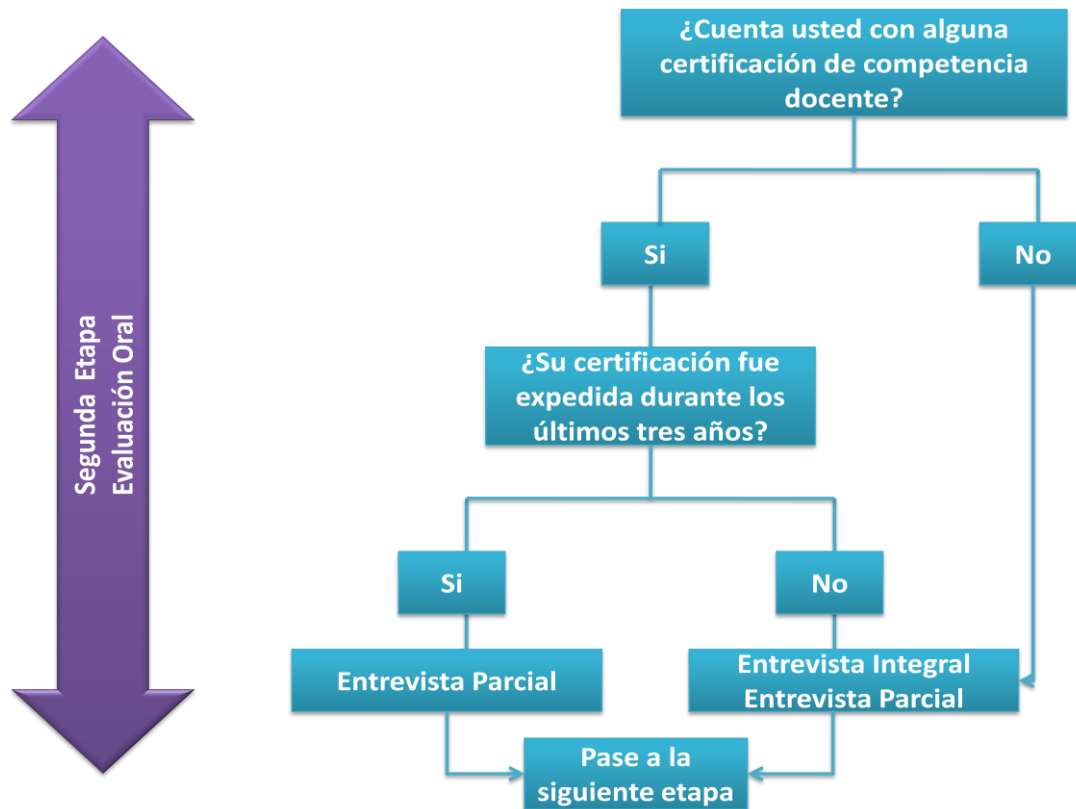 Segunda Etapa
Evaluación Oral
¿Cuenta usted con alguna
certificación de competencia
docente?
Si
No
¿Su certificación fue
expedida durante los
últimos tres años?
Si
No
Entrevista Parcial
Entrevista Integral
Entrevista Parcial
Pase a la
siguiente etapa